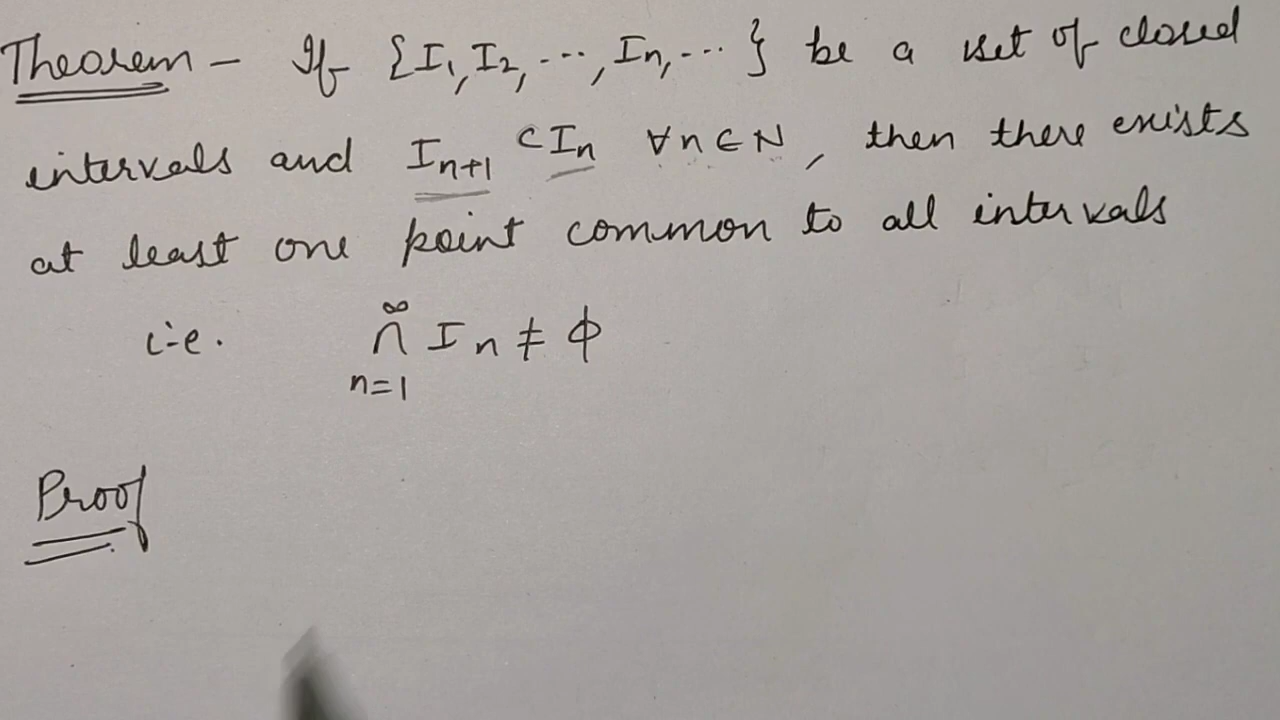 Theorem - If {I₁, I₂, ---, Iₙ, --- } be a set of closed
intervals and Iₙ₊₁ ⊂ Iₙ ∀n∈N, then there exists
at least one point common to all intervals
i.e. ∞∩n=1 Iₙ ≠ ϕ
Proof